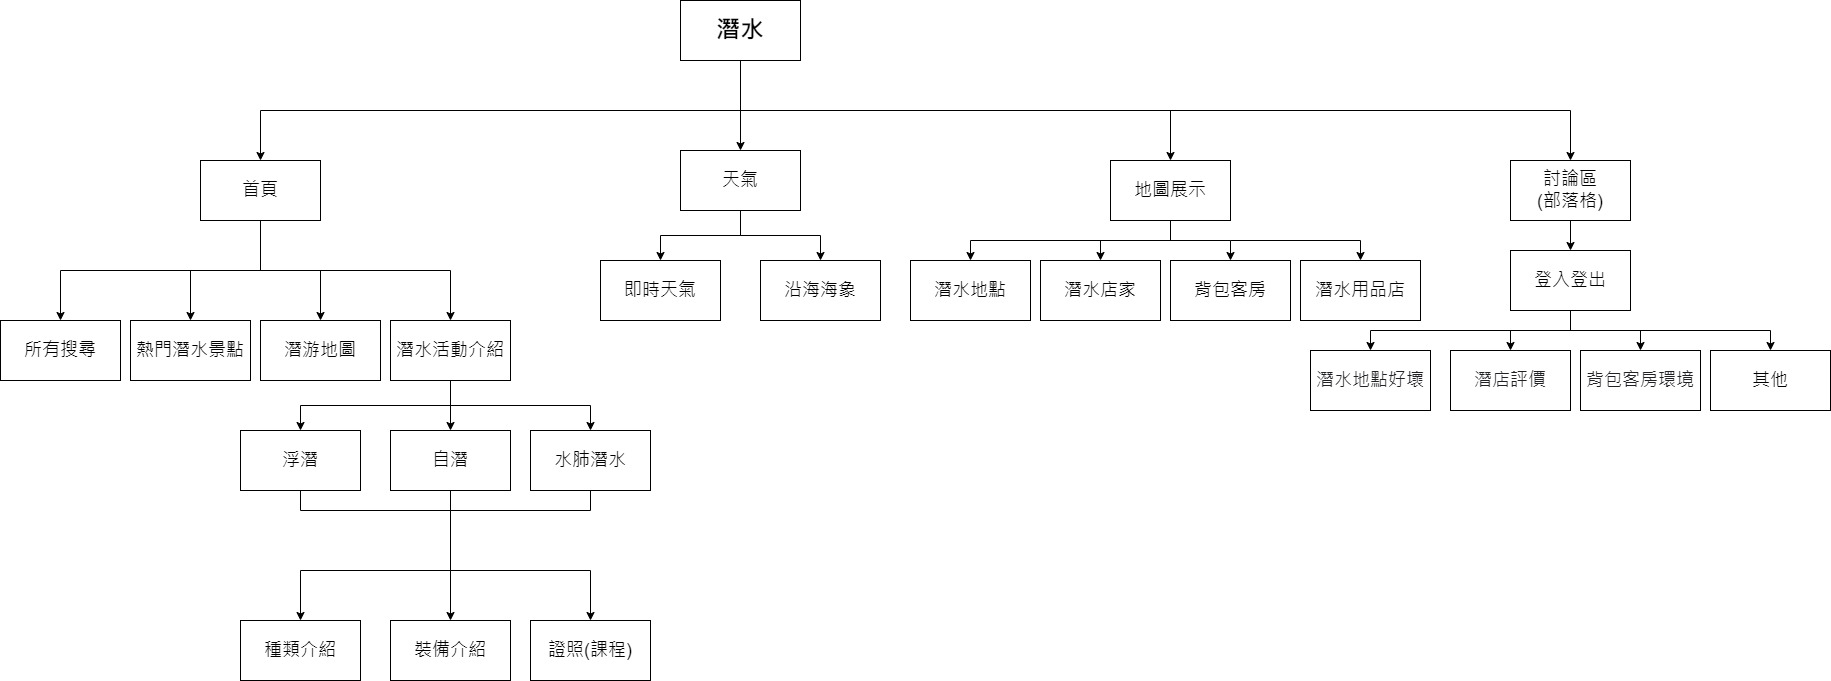 潛水
首頁
天氣
地圖展示
討論區
(部落格)
登入登出
即時天氣
沿海海象
潛水地點
潛水店家
背包客房
潛水用品店
所有搜尋
熱門潛水景點
潛游地圖
潛水活動介紹
潛水地點好壞
潛店評價
背包客房環境
其他
浮潛
自潛
水肺潛水
種類介紹
裝備介紹
證照(課程)